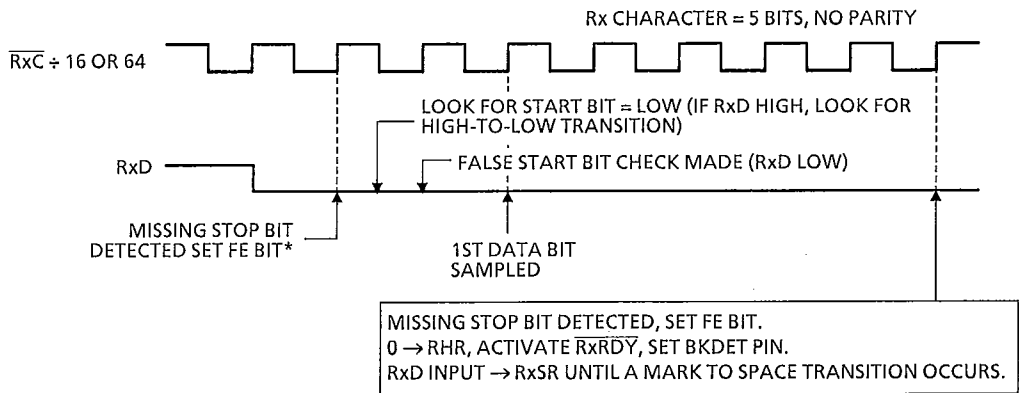 Rx CHARACTER = 5 BITS, NO PARITY
RxC ÷ 16 OR 64
LOOK FOR START BIT = LOW (IF RxD HIGH, LOOK FOR
HIGH-TO-LOW TRANSITION)
RxD
FALSE START BIT CHECK MADE (RxD LOW)
MISSING STOP BIT
DETECTED SET FE BIT*
1ST DATA BIT
SAMPLED
MISSING STOP BIT DETECTED, SET FE BIT.
0 → RHR, ACTIVATE RxRDY, SET BKDET PIN.
RxD INPUT → RxSR UNTIL A MARK TO SPACE TRANSITION OCCURS.